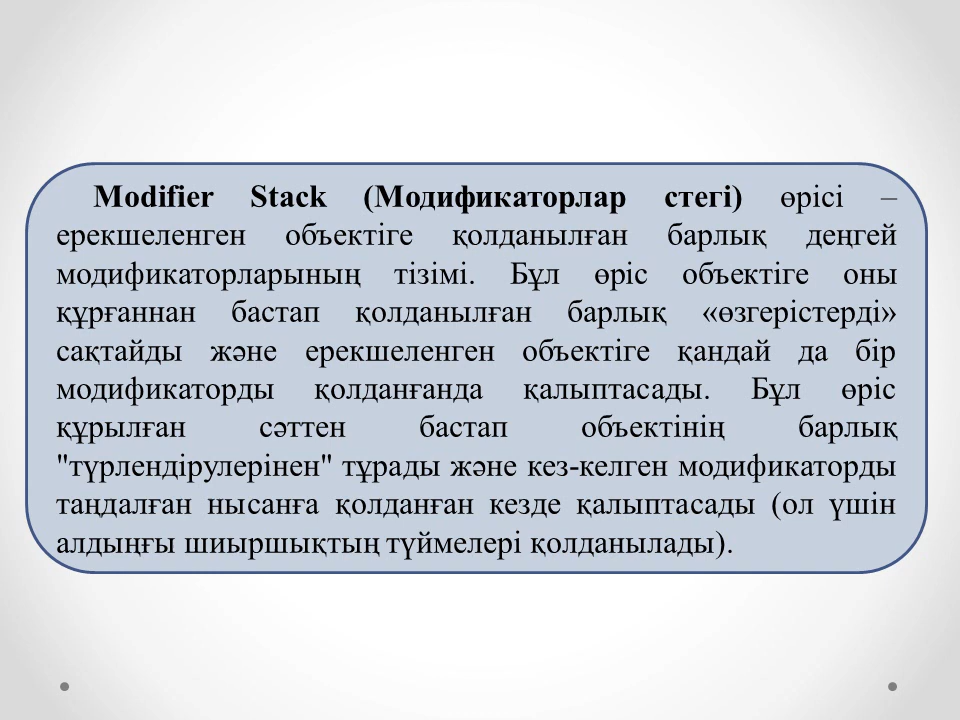 Modifier Stack (Модификаторлар стегі) өрісі –
ерекшеленген объектіге қолданылған барлық деңгей
модификаторларының тізімі. Бұл өріс объектіге оны
құрғаннан бастап қолданылған барлық «өзгерістерді»
сақтайды және ерекшеленген объектіге қандай да бір
модификаторды қолданғанда қалыптасады. Бұл өріс
құрылған сәттен бастап объектінің барлық
"түрлендірулерінен" тұрады және кез-келген модификаторды
таңдалған нысанға қолданған кезде қалыптасады (ол үшін
алдыңғы шиыршықтың түймелері қолданылады).